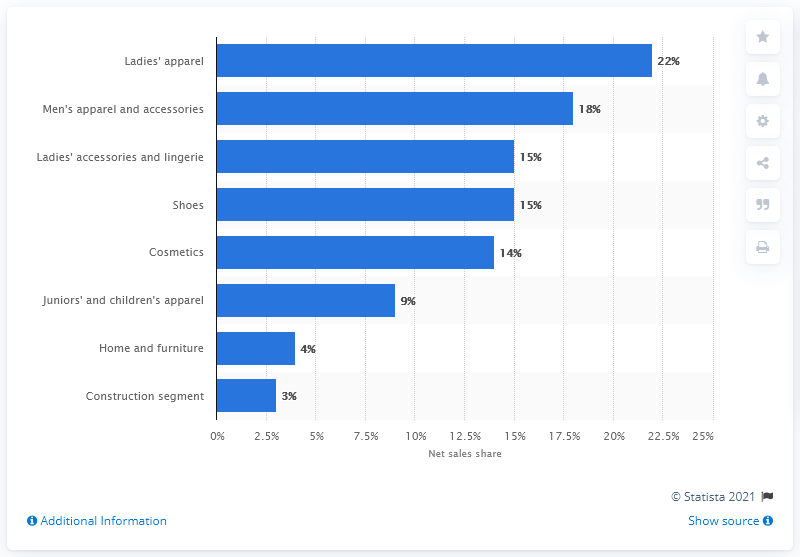 Ladies' apparel 22%
Men's apparel and accessories 18%
Ladies' accessories and lingerie 15%
Shoes 15%
Cosmetics 14%
Juniors' and children's apparel 9%
Home and furniture 4%
Construction segment 3%
0% 2.5% 5% 7.5% 10% 12.5% 15% 17.5% 20% 22.5% 25%
Net sales share
© Statista 2021
Additional Information Show source